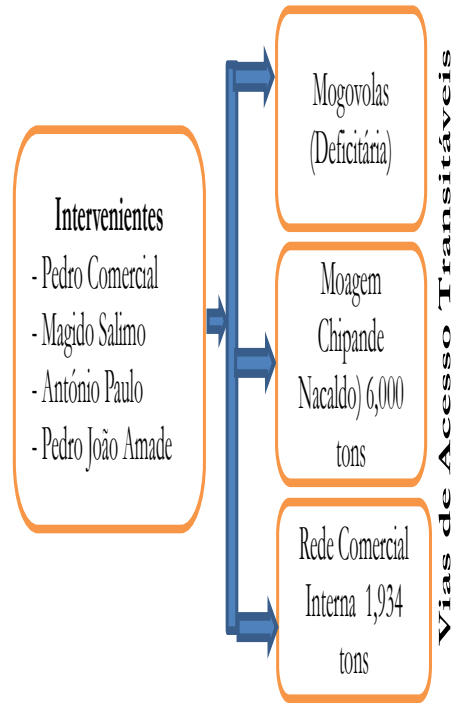 Intervenientes
- Pedro Comercial
- Magido Salimo
- António Paulo
- Pedro João Amade
Mogovolas
(Deficitária)
Moagem
Chipande
Nacaldo) 6,000
tons
Rede Comercial
Interna 1,934
tons
Vias de Acesso Transitáveis